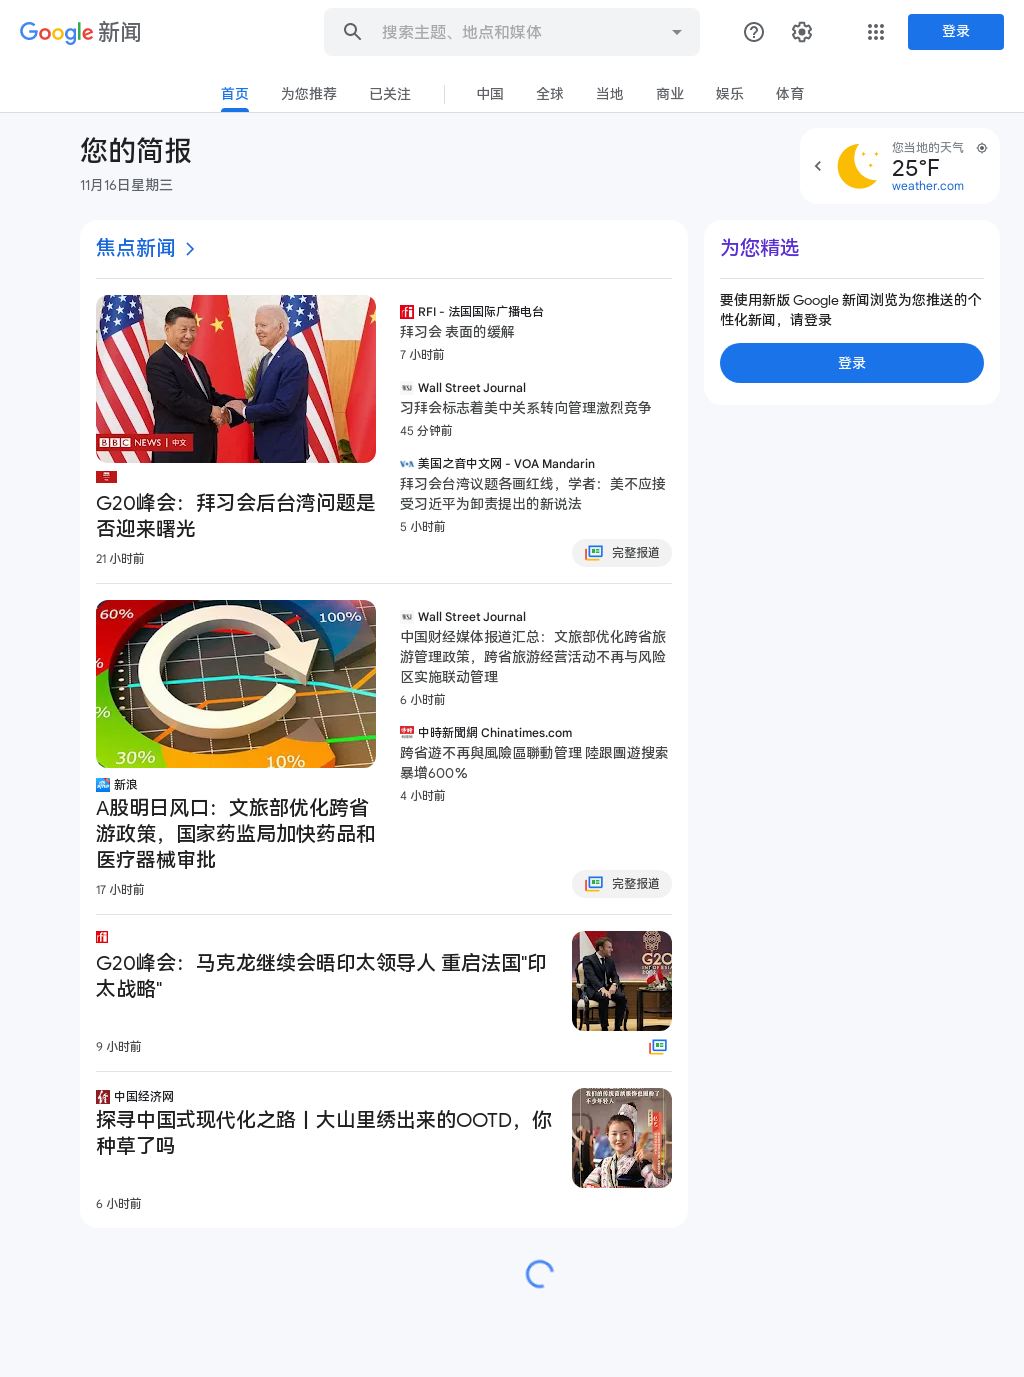 Google 新闻
搜索主题、地点和媒体
登录
首页
为您推荐
已关注
中国
全球
当地
商业
娱乐
体育
您的简报
11月16日星期三
您当地的天气
25°F
weather.com
焦点新闻
BBC NEWS | 中文
G20峰会：拜习会后台湾问题是
否迎来曙光
21 小时前
RFI - 法国国际广播电台
拜习会 表面的缓解
7 小时前
WSJ Wall Street Journal
习拜会标志着美中关系转向管理激烈竞争
45 分钟前
VOA 美国之音中文网 - VOA Mandarin
拜习会台湾议题各画红线，学者：美不应接
受习近平为卸责提出的新说法
5 小时前
完整报道
60%
100%
%
30%
10%
新浪
A股明日风口：文旅部优化跨省
游政策，国家药监局加快药品和
医疗器械审批
17 小时前
WSJ Wall Street Journal
中国财经媒体报道汇总：文旅部优化跨省旅
游管理政策，跨省旅游经营活动不再与风险
区实施联动管理
6 小时前
中時新聞網 Chinatimes.com
跨省遊不再與風險區聯動管理 陸跟團遊搜索
暴增600%
4 小时前
完整报道
rfi
G20峰会：马克龙继续会晤印太领导人 重启法国"印
太战略"
9 小时前
G20
中国经济网
探寻中国式现代化之路丨大山里绣出来的OOTD，你
种草了吗
6 小时前
不少年轻人
为您精选
要使用新版 Google 新闻浏览为您推送的个
性化新闻，请登录
登录